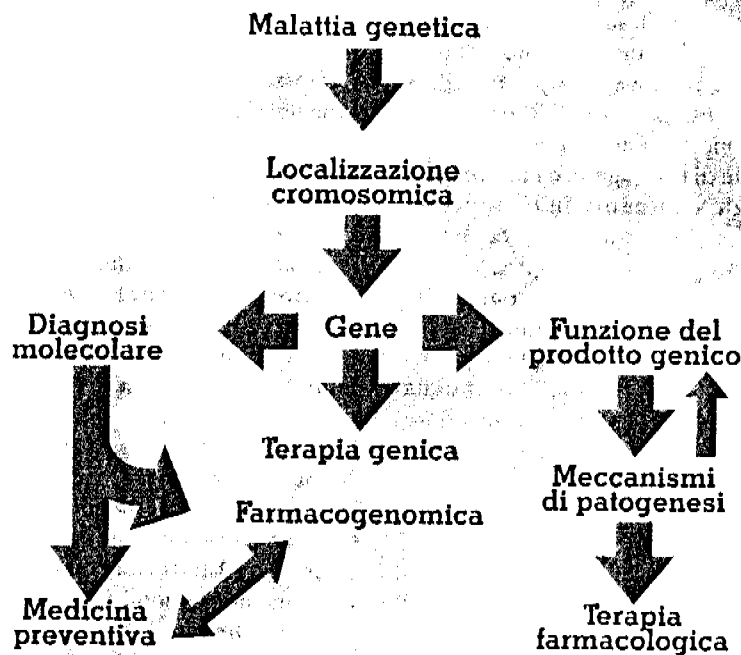 Malattia genetica
Localizzazione
cromosomica
Diagnosi
molecolare
Gene
Funzione del
prodotto genico
Terapia genica
Farmacogenomica
Meccanismi
di patogenesi
Medicina
preventiva
Terapia
farmacologica